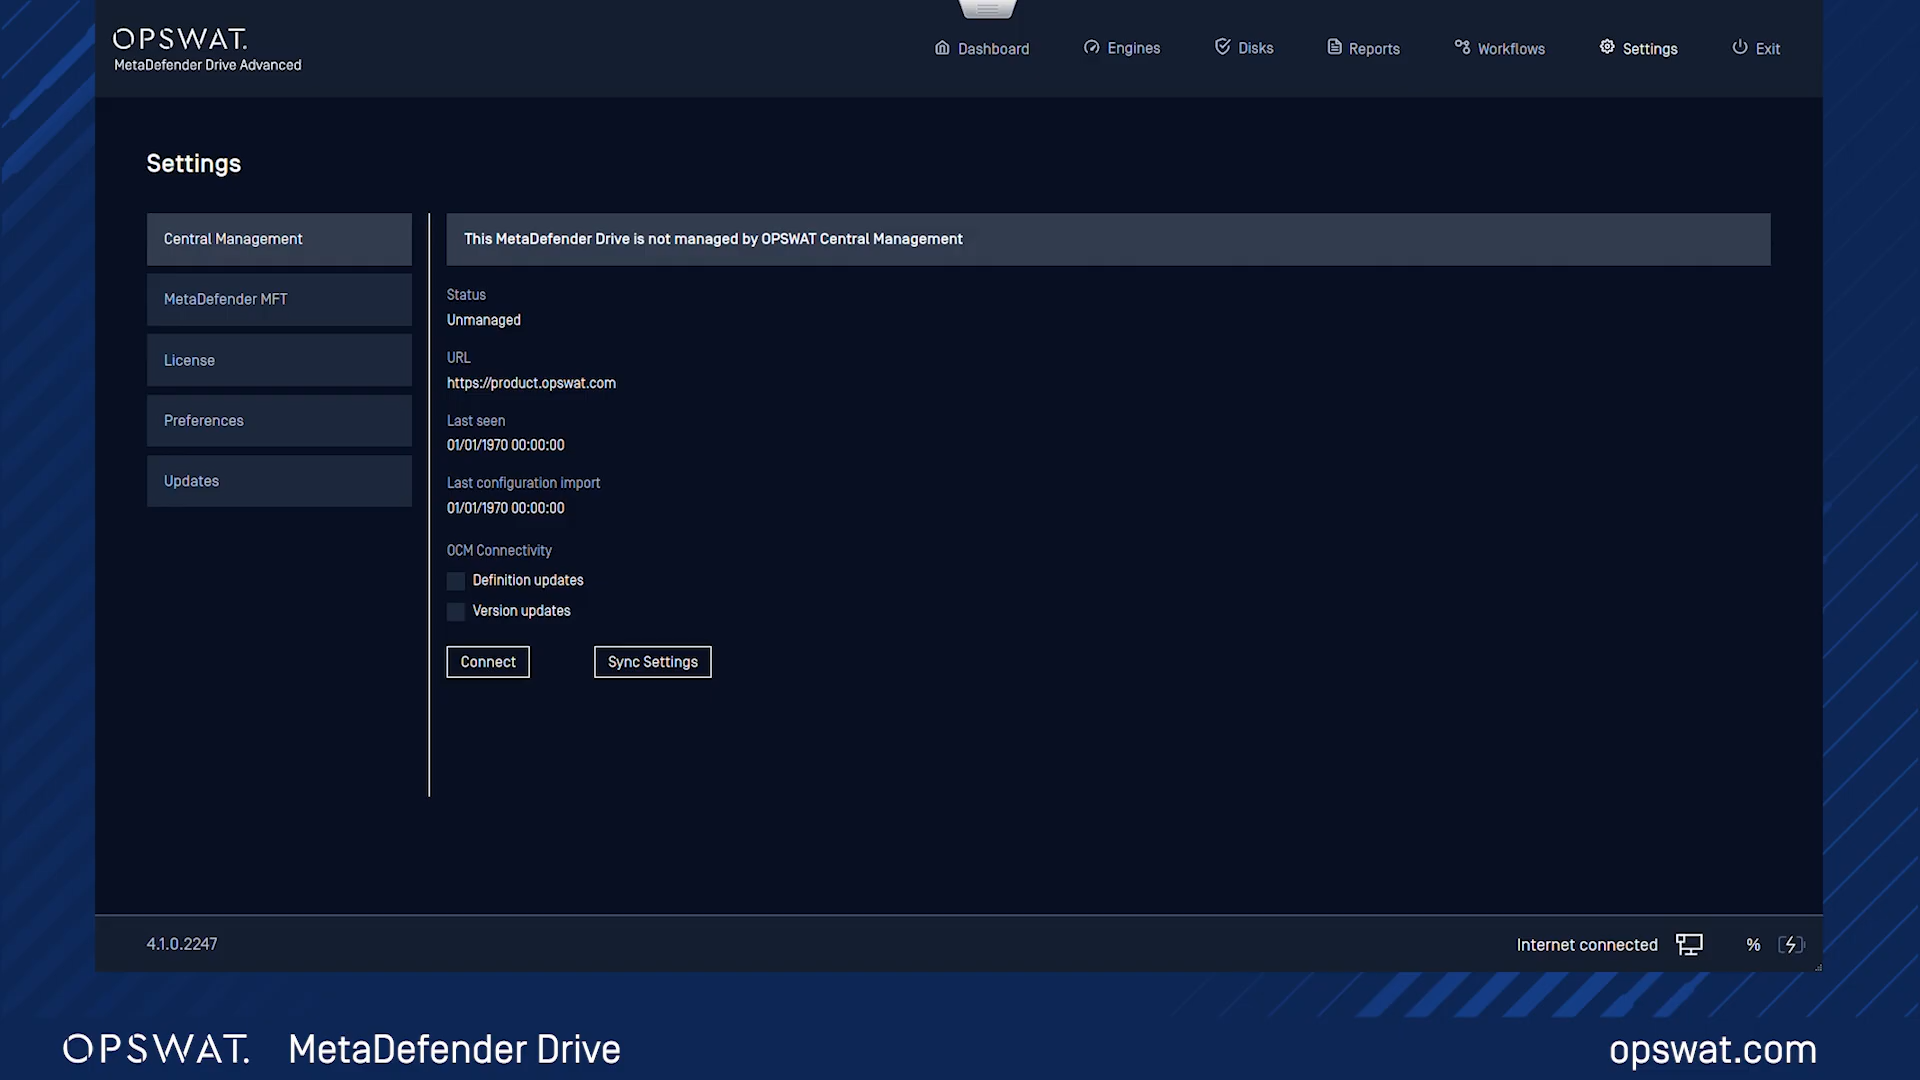 OPSWAT.
MetaDefender Drive Advanced
Dashboard
Engines
Disks
Reports
Workflows
Settings
Exit
Settings
Central Management
MetaDefender MFT
License
Preferences
Updates
This MetaDefender Drive is not managed by OPSWAT Central Management
Status
Unmanaged
URL
https://product.opswat.com
Last seen
01/01/1970 00:00:00
Last configuration import
01/01/1970 00:00:00
OCM Connectivity
Definition updates
Version updates
Connect
Sync Settings
4.1.0.2247
Internet connected
%
OPSWAT. MetaDefender Drive
opswat.com